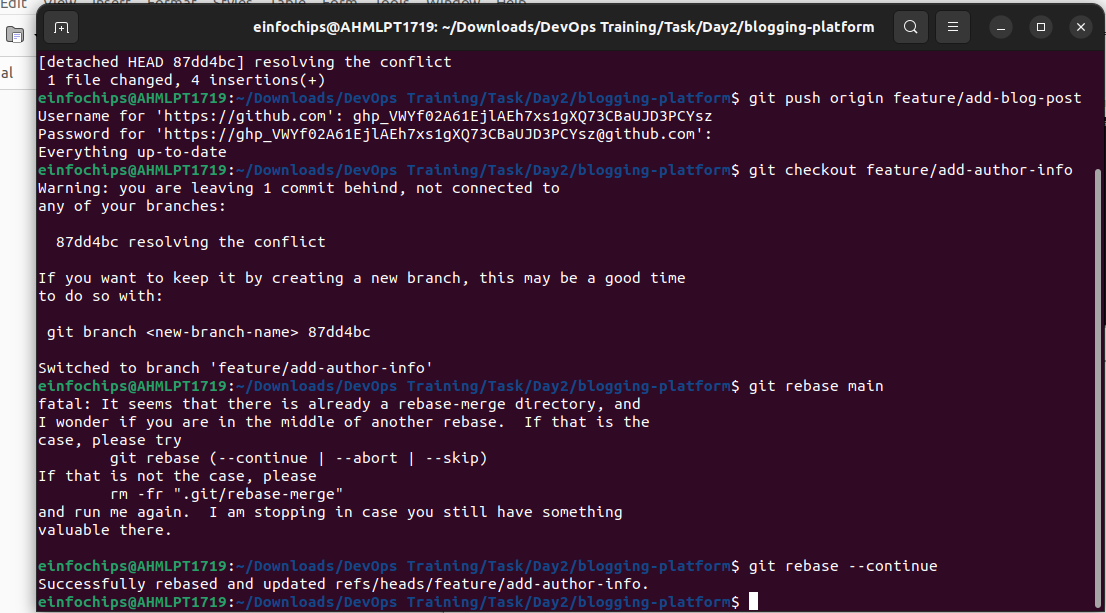 Edit View Insert Format Styles Table Form Tools Window Help
einfochips@AHMLPT1719: ~/Downloads/DevOps Training/Task/Day2/blogging-platform
al
[detached HEAD 87dd4bc] resolving the conflict
 1 file changed, 4 insertions(+)
einfochips@AHMLPT1719:~/Downloads/DevOps Training/Task/Day2/blogging-platform$ git push origin feature/add-blog-post
Username for 'https://github.com': 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
Password for 'https://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@github.com':
Everything up-to-date
einfochips@AHMLPT1719:~/Downloads/DevOps Training/Task/Day2/blogging-platform$ git checkout feature/add-author-info
Warning: you are leaving 1 commit behind, not connected to
any of your branches:

  87dd4bc resolving the conflict

If you want to keep it by creating a new branch, this may be a good time
to do so with:

 git branch <new-branch-name> 87dd4bc

Switched to branch 'feature/add-author-info'
einfochips@AHMLPT1719:~/Downloads/DevOps Training/Task/Day2/blogging-platform$ git rebase main
fatal: It seems that there is already a rebase-merge directory, and
I wonder if you are in the middle of another rebase.  If that is the
case, please try
        git rebase (--continue | --abort | --skip)
If that is not the case, please
        rm -fr ".git/rebase-merge"
and run me again.  I am stopping in case you still have something
valuable there.

einfochips@AHMLPT1719:~/Downloads/DevOps Training/Task/Day2/blogging-platform$ git rebase --continue
Successfully rebased and updated refs/heads/feature/add-author-info.
einfochips@AHMLPT1719:~/Downloads/DevOps Training/Task/Day2/blogging-platform$